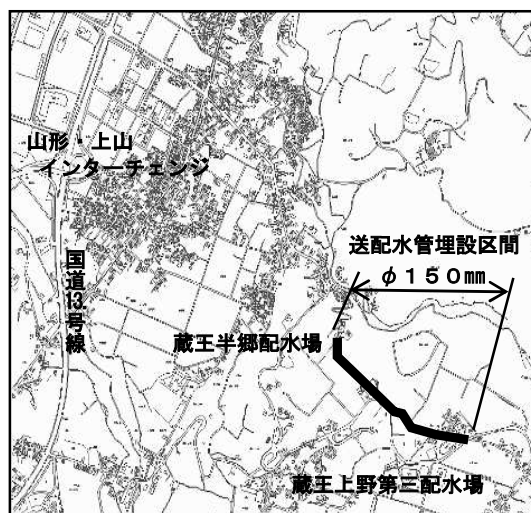 山形・上山
インターチェンジ
国道13号線
送配水管埋設区間
φ１５０㎜
蔵王半郷配水場
蔵王上野第三配水場